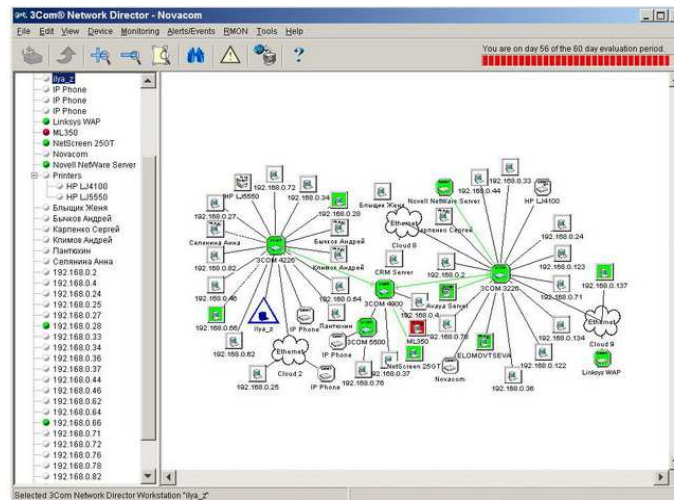 3Com® Network Director - Novacom
File Edit View Device Monitoring Alerts/Events RMON Tools Help
You are on day 56 of the 60 day evaluation period.
ilya_z
IP Phone
IP Phone
IP Phone
Linksys WAP
ML350
NetScreen 25GT
Novacom
Novell NetWare Server
Printers
HP LJ4100
HP LJ5550
Блыщик Женя
Бычков Андрей
Карпенко Сергей
Климов Андрей
Пантюхин
Селянина Анна
192.168.0.2
192.168.0.4
192.168.0.24
192.168.0.25
192.168.0.27
192.168.0.28
192.168.0.33
192.168.0.34
192.168.0.36
192.168.0.37
192.168.0.44
192.168.0.46
192.168.0.62
192.168.0.64
192.168.0.66
192.168.0.71
192.168.0.72
192.168.0.76
192.168.0.78
192.168.0.82
HP LJ5550
192.168.0.72
192.168.0.34
192.168.0.28
192.168.0.27
Селянина Анна
Бычков Андрей
3COM 4226
Климов Андрей
192.168.0.82
192.168.0.46
192.168.0.64
192.168.0.66
ilya_z
IP Phone
Пантюхин
192.168.0.62
Ethernet
Cloud 2
192.168.0.25
IP Phone
IP Phone
3COM 5500
192.168.0.76
192.168.0.37
3COM 4900
CRM Server
192.168.0.4
ML350
NetScreen 25GT
Блыщик Женя
Ethernet
Cloud 8
Novell NetWare Server
Карпенко Сергей
192.168.0.44
192.168.0.33
HP LJ4100
192.168.0.24
192.168.0.123
192.168.0.2
3COM 3226
Avaya Server
192.168.0.71
192.168.0.137
Ethernet
Cloud 9
192.168.0.78
ELOMOVTSEVA
192.168.0.134
192.168.0.122
Novacom
192.168.0.36
Linksys WAP
Selected 3Com Network Director Workstation "ilya_z"